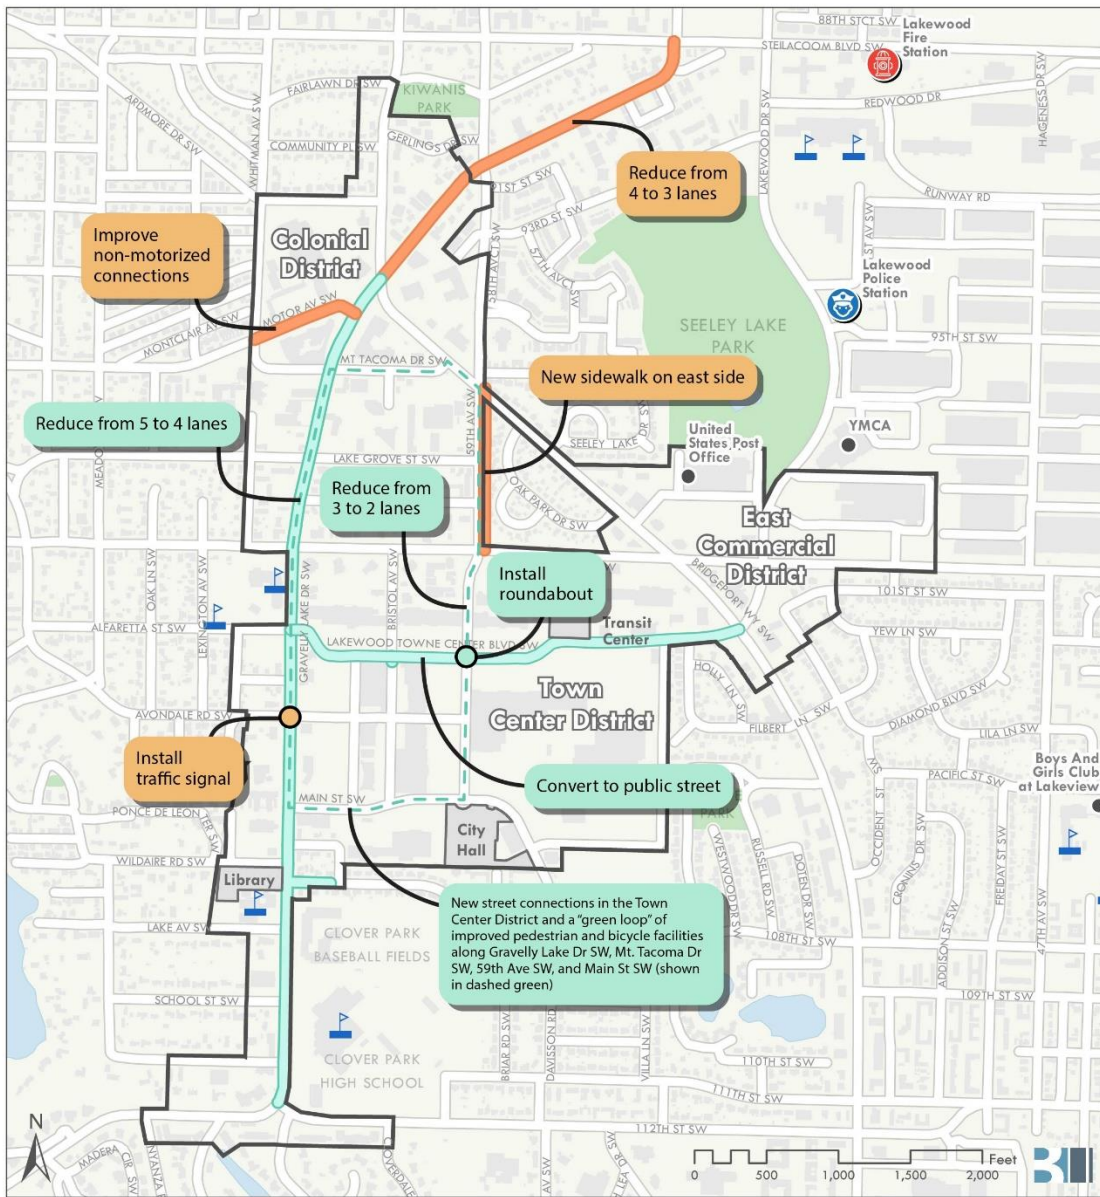 88TH STCT SW
STEILACOOM BLVD SW
Lakewood
Fire
Station
REDWOOD DR
HAGENESS DR SW
FAIRLAWN DR SW
KIWANIS
PARK
ARDMORE DR SW
WHITMAN AV SW
COMMUNITY PL SW
GERLINGS DR SW
LAKEWOOD DR SW
91ST ST SW
Reduce from
4 to 3 lanes
RUNWAY RD
93RD ST SW
Improve
non-motorized
connections
Colonial
District
57TH AVCT SW
58TH AVCT SW
Lakewood
Police
Station
MOTOR AV SW
MONTCLAIR AV SW
SEELEY LAKE
PARK
95TH ST SW
MT TACOMA DR SW
New sidewalk on east side
Reduce from 5 to 4 lanes
59TH AV SW
SEELEY LAKE DR SW
United
States Post
Office
YMCA
LAKE GROVE ST SW
Reduce from
3 to 2 lanes
OAK PARK DR SW
East
Commercial
District
OAK LN SW
LEXINGTON AV SW
GRAVELLY LAKE DR SW
BRISTOL AV SW
Install
roundabout
BRIDGEPORT WY SW
101ST ST SW
ALFARETTA ST SW
LAKEWOOD TOWNE CENTER BLVD SW
Transit
Center
YEW LN SW
HOLLY LN SW
DIAMOND BLVD SW
Town
Center District
AVONDALE RD SW
FILBERT LN SW
LILA LN SW
Install
traffic signal
Convert to public street
PACIFIC ST SW
Boys And
Girls Club
at Lakeview
MAIN ST SW
PONCE DE LEON TER SW
City
Hall
PARK
WILDAIRE RD SW
Library
WESTWOOD DR SW
RUSSELL RD SW
DOTEN DR SW
OCCIDENT ST
CRONINS DR SW
FREIDAY ST SW
47TH AV SW
ADDISON ST SW
LAKE AV SW
CLOVER PARK
BASEBALL FIELDS
New street connections in the Town
Center District and a "green loop" of
improved pedestrian and bicycle facilities
along Gravelly Lake Dr SW, Mt. Tacoma Dr
SW, 59th Ave SW, and Main St SW (shown
in dashed green)
108TH ST SW
SCHOOL ST SW
109TH ST SW
CLOVER PARK
HIGH SCHOOL
BRIAR RD SW
DAVISSON RD SW
VILLA LN SW
110TH ST SW
111TH ST SW
112TH ST SW
N
MADERA
CIR SW
0 500 1,000 1,500 2,000
Feet